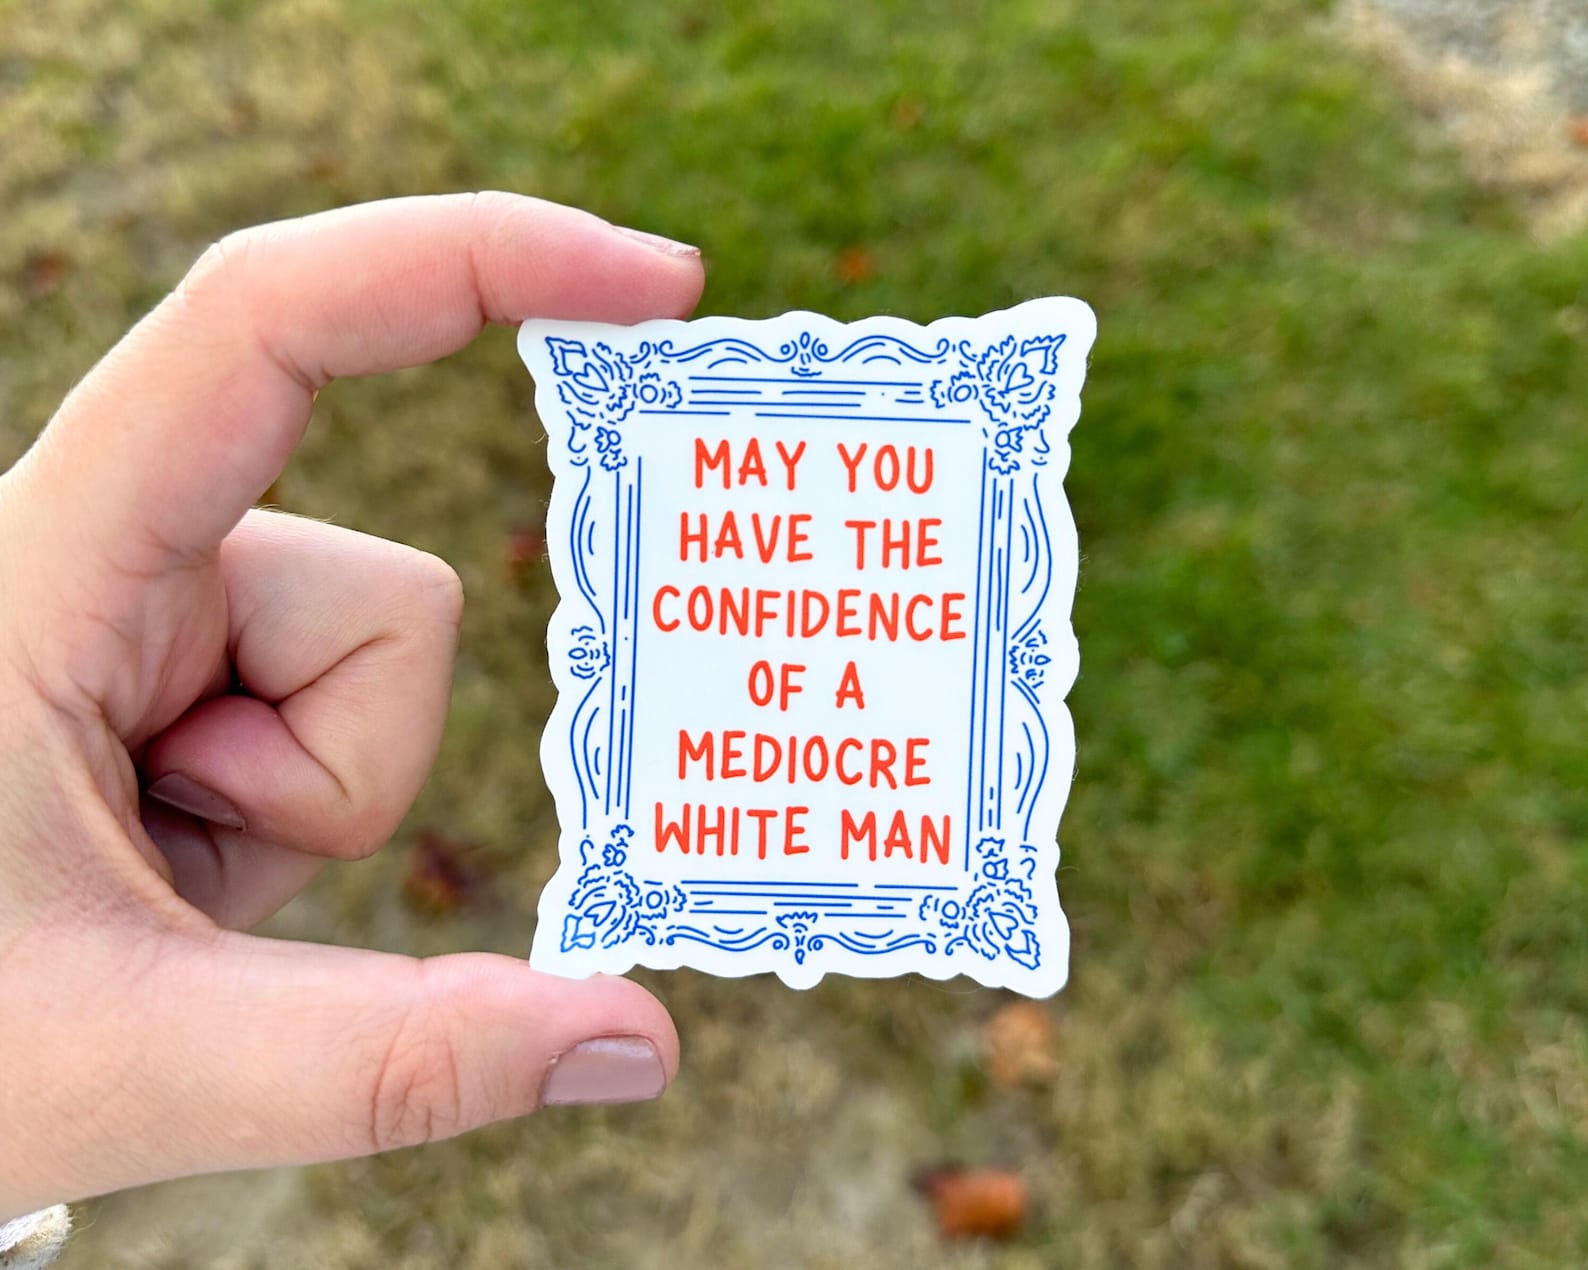 MAY YOU
HAVE THE
CONFIDENCE
OF A
MEDIOCRE
WHITE MAN